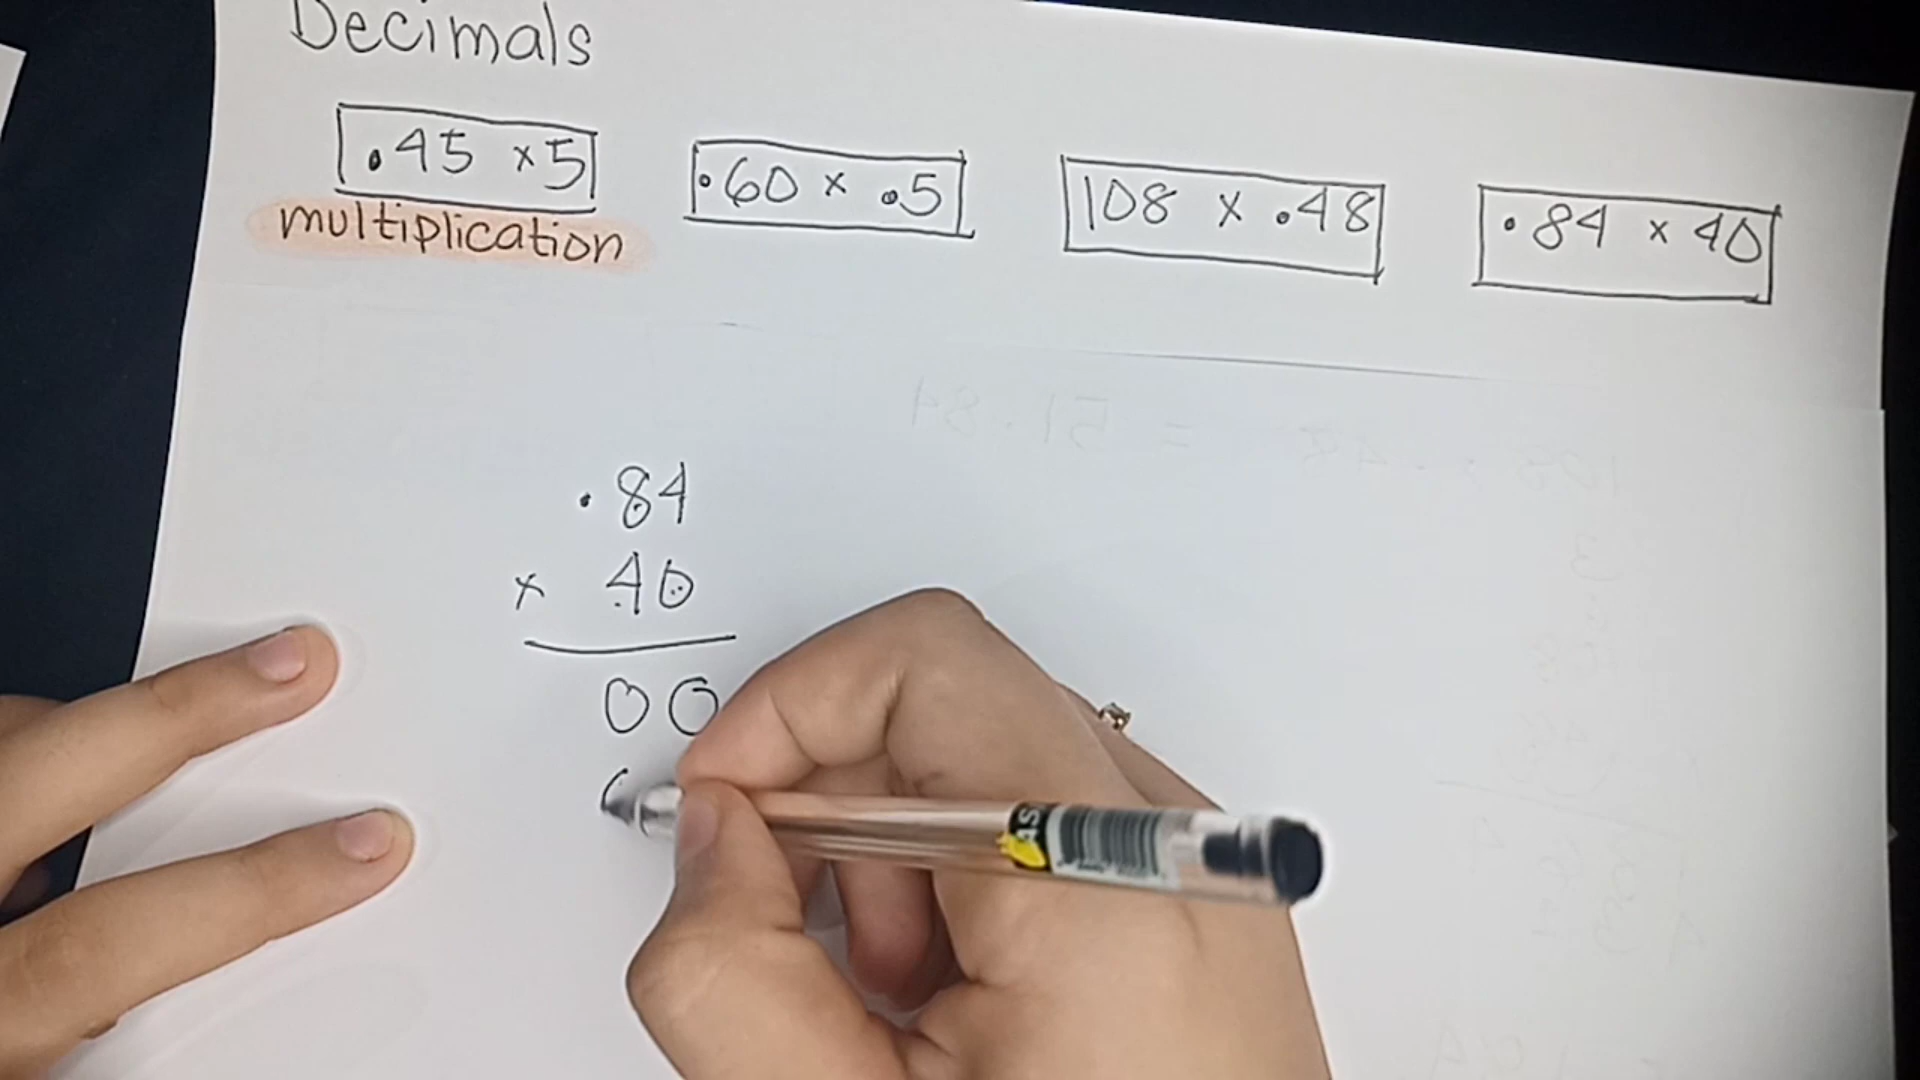 Decimals
.45 x 5
.60 x .5
108 x .48
.84 x 40
multiplication
.84
x 40
00